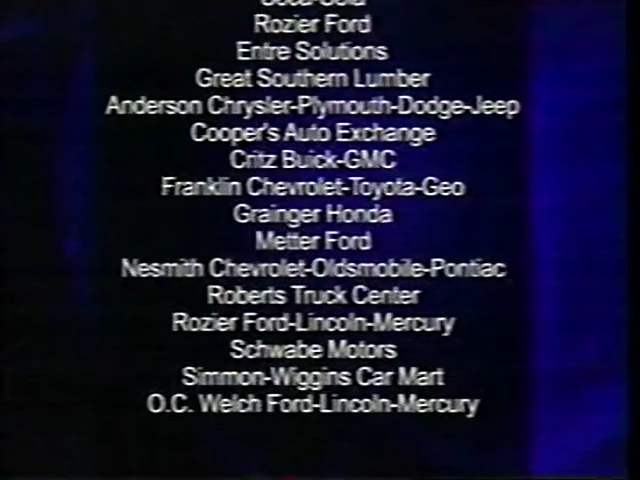 Coca-Cola
Rozier Ford
Entre Solutions
Great Southern Lumber
Anderson Chrysler-Plymouth-Dodge-Jeep
Cooper's Auto Exchange
Critz Buick-GMC
Franklin Chevrolet-Toyota-Geo
Grainger Honda
Metter Ford
Nesmith Chevrolet-Oldsmobile-Pontiac
Roberts Truck Center
Rozier Ford-Lincoln-Mercury
Schwabe Motors
Simmon-Wiggins Car Mart
O.C. Welch Ford-Lincoln-Mercury